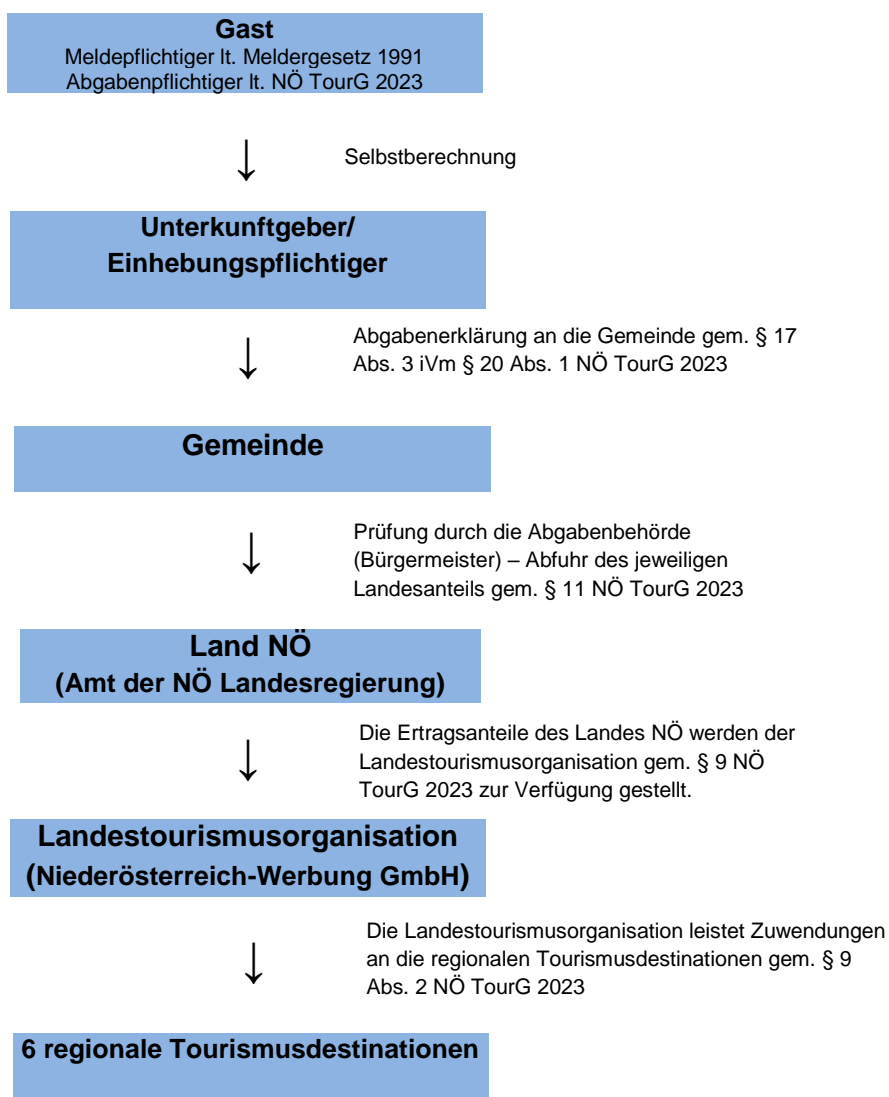 Gast
Meldepflichtiger lt. Meldergesetz 1991
Abgabenpflichtiger lt. NÖ TourG 2023
↓
Selbstberechnung
Unterkunftgeber/
Einhebungspflichtiger
↓
Abgabenerklärung an die Gemeinde gem. § 17
Abs. 3 iVm § 20 Abs. 1 NÖ TourG 2023
Gemeinde
↓
Prüfung durch die Abgabenbehörde
(Bürgermeister) – Abfuhr des jeweiligen
Landesanteils gem. § 11 NÖ TourG 2023
Land NÖ
(Amt der NÖ Landesregierung)
↓
Die Ertragsanteile des Landes NÖ werden der
Landestourismusorganisation gem. § 9 NÖ
TourG 2023 zur Verfügung gestellt.
Landestourismusorganisation
(Niederösterreich-Werbung GmbH)
↓
Die Landestourismusorganisation leistet Zuwendungen
an die regionalen Tourismusdestinationen gem. § 9
Abs. 2 NÖ TourG 2023
6 regionale Tourismusdestinationen